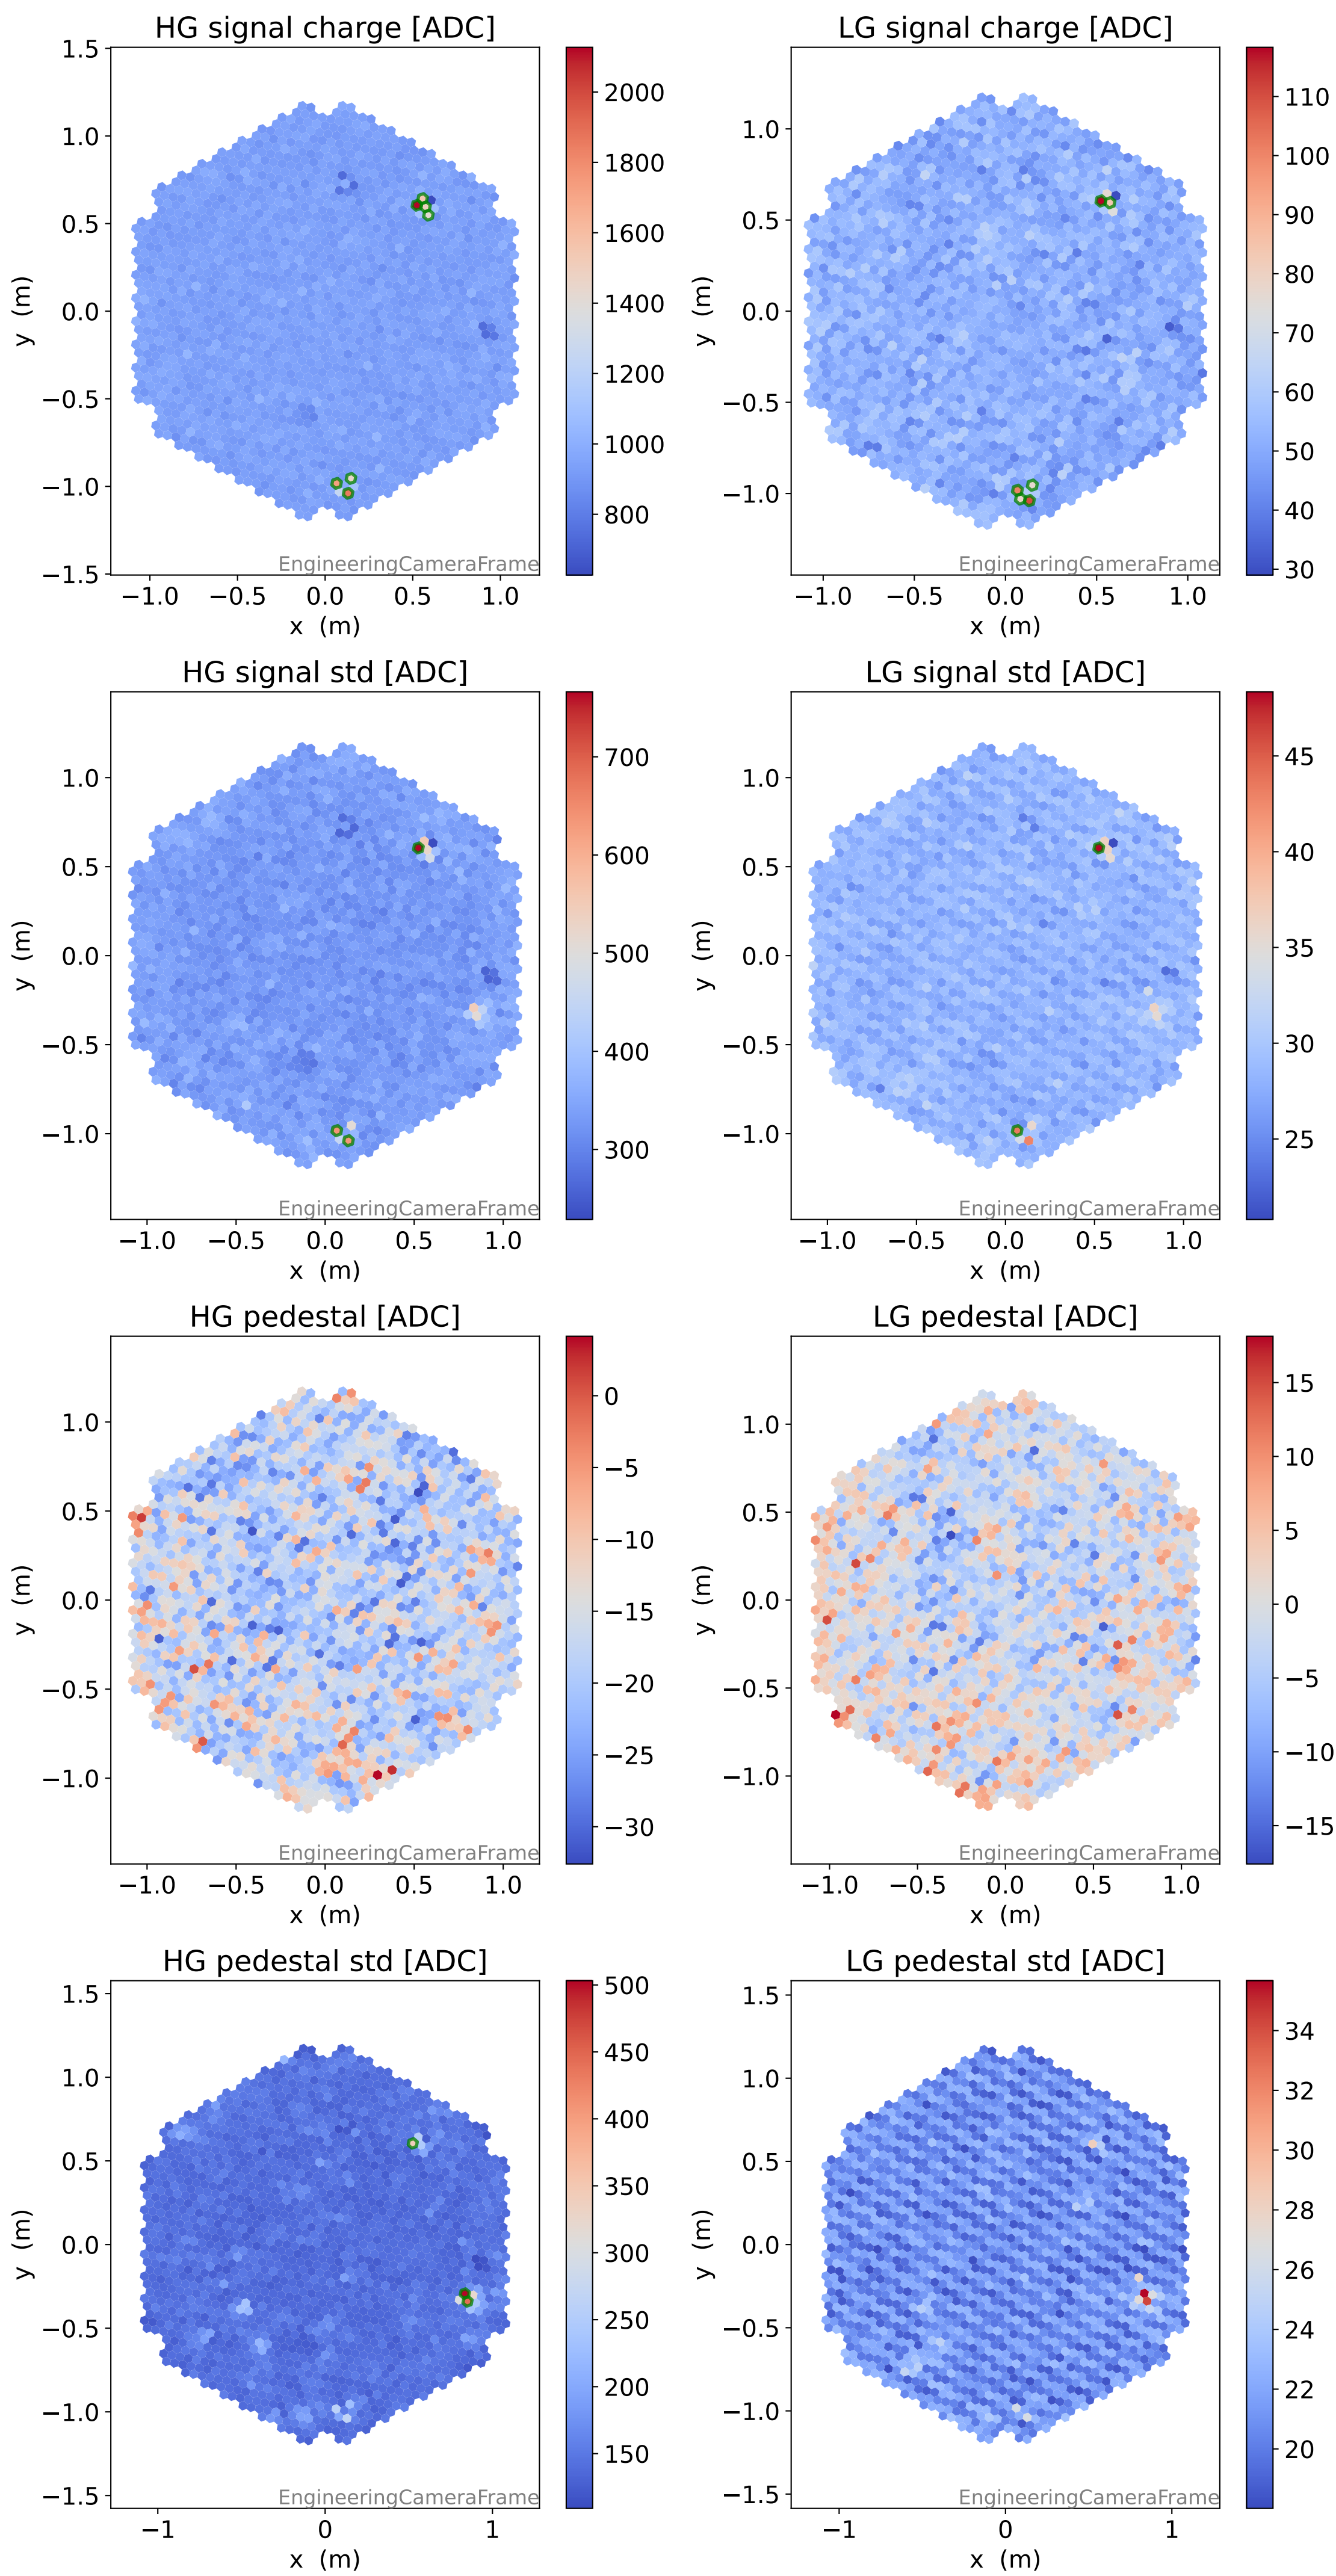 HG signal charge [ADC]
1.5
1.0
0.5
0.0
−0.5
−1.0
−1.5
y (m)
−1.0 −0.5 0.0 0.5 1.0
x (m)
EngineeringCameraFrame
2000
1800
1600
1400
1200
1000
800
LG signal charge [ADC]
1.0
0.5
0.0
−0.5
−1.0
y (m)
−1.0 −0.5 0.0 0.5 1.0
x (m)
EngineeringCameraFrame
110
100
90
80
70
60
50
40
30
HG signal std [ADC]
1.0
0.5
0.0
−0.5
−1.0
y (m)
−1.0 −0.5 0.0 0.5 1.0
x (m)
EngineeringCameraFrame
700
600
500
400
300
LG signal std [ADC]
1.0
0.5
0.0
−0.5
−1.0
y (m)
−1.0 −0.5 0.0 0.5 1.0
x (m)
EngineeringCameraFrame
45
40
35
30
25
HG pedestal [ADC]
1.0
0.5
0.0
−0.5
−1.0
y (m)
−1.0 −0.5 0.0 0.5 1.0
x (m)
EngineeringCameraFrame
0
−5
−10
−15
−20
−25
−30
LG pedestal [ADC]
1.0
0.5
0.0
−0.5
−1.0
y (m)
−1.0 −0.5 0.0 0.5 1.0
x (m)
EngineeringCameraFrame
15
10
5
0
−5
−10
−15
HG pedestal std [ADC]
1.5
1.0
0.5
0.0
−0.5
−1.0
−1.5
y (m)
−1 0 1
x (m)
EngineeringCameraFrame
500
450
400
350
300
250
200
150
LG pedestal std [ADC]
1.5
1.0
0.5
0.0
−0.5
−1.0
−1.5
y (m)
−1 0 1
x (m)
EngineeringCameraFrame
34
32
30
28
26
24
22
20